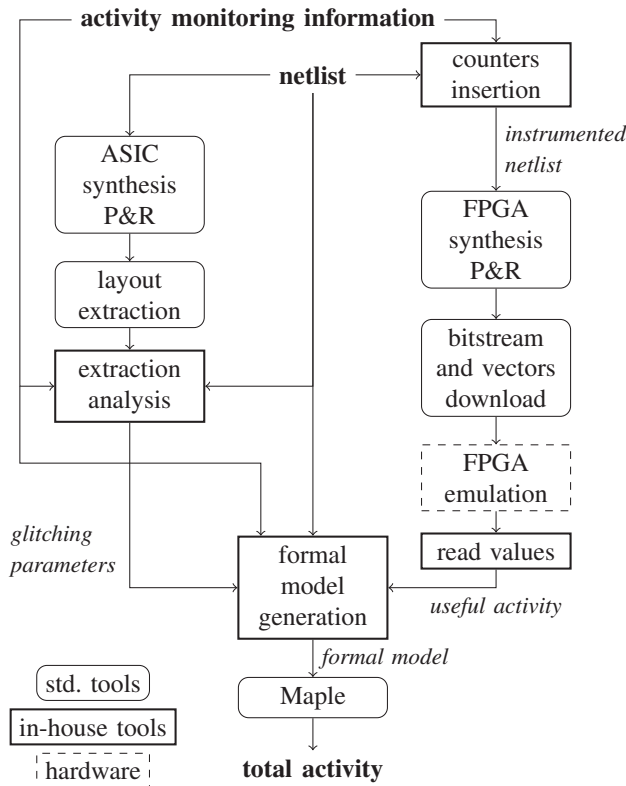 activity monitoring information
netlist
counters
insertion
instrumented
netlist
ASIC
synthesis
P&R
FPGA
synthesis
P&R
layout
extraction
bitstream
and vectors
download
extraction
analysis
FPGA
emulation
glitching
parameters
formal
model
generation
read values
useful activity
formal model
Maple
total activity
std. tools
in-house tools
hardware